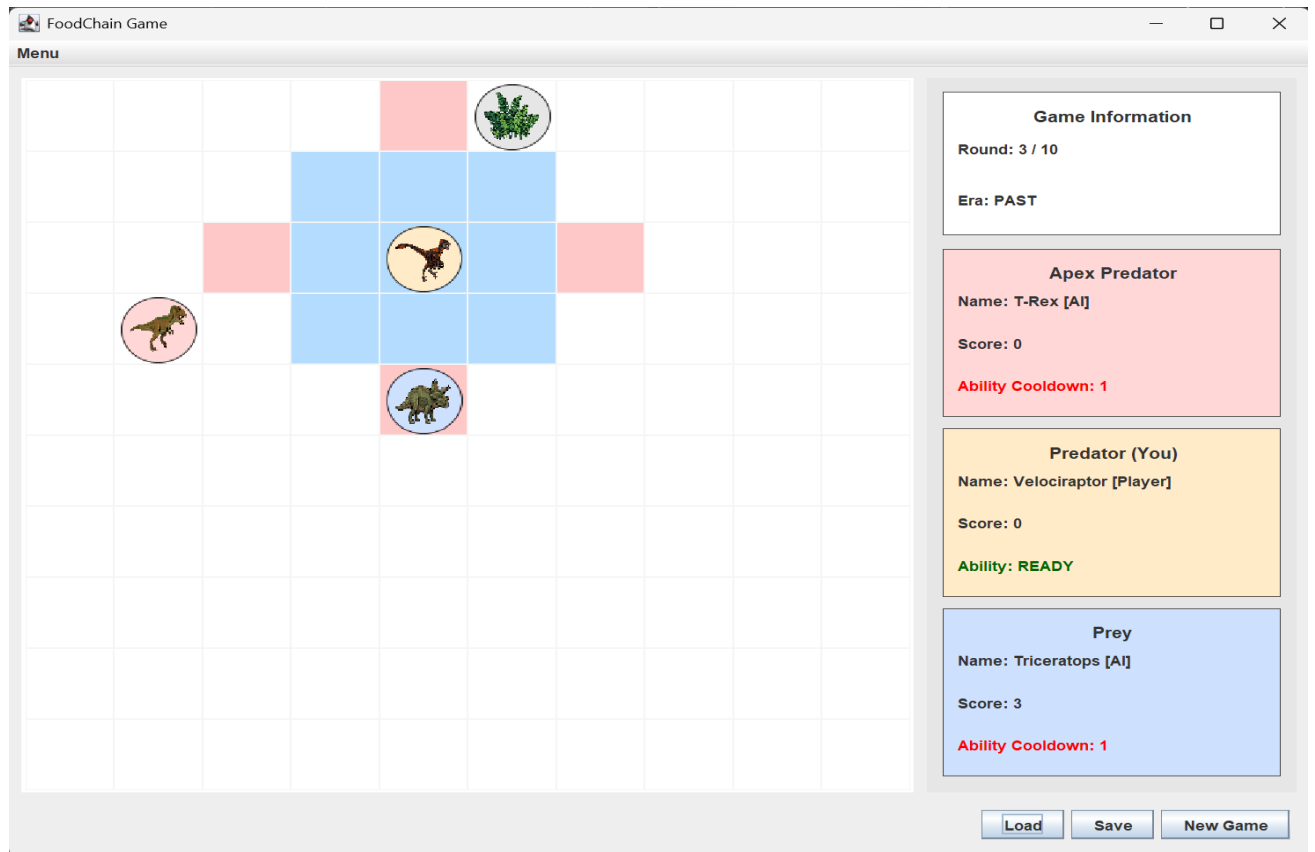 FoodChain Game
Menu
Game Information
Round: 3 / 10
Era: PAST
Apex Predator
Name: T-Rex [AI]
Score: 0
Ability Cooldown: 1
Predator (You)
Name: Velociraptor [Player]
Score: 0
Ability: READY
Prey
Name: Triceratops [AI]
Score: 3
Ability Cooldown: 1
Load Save New Game